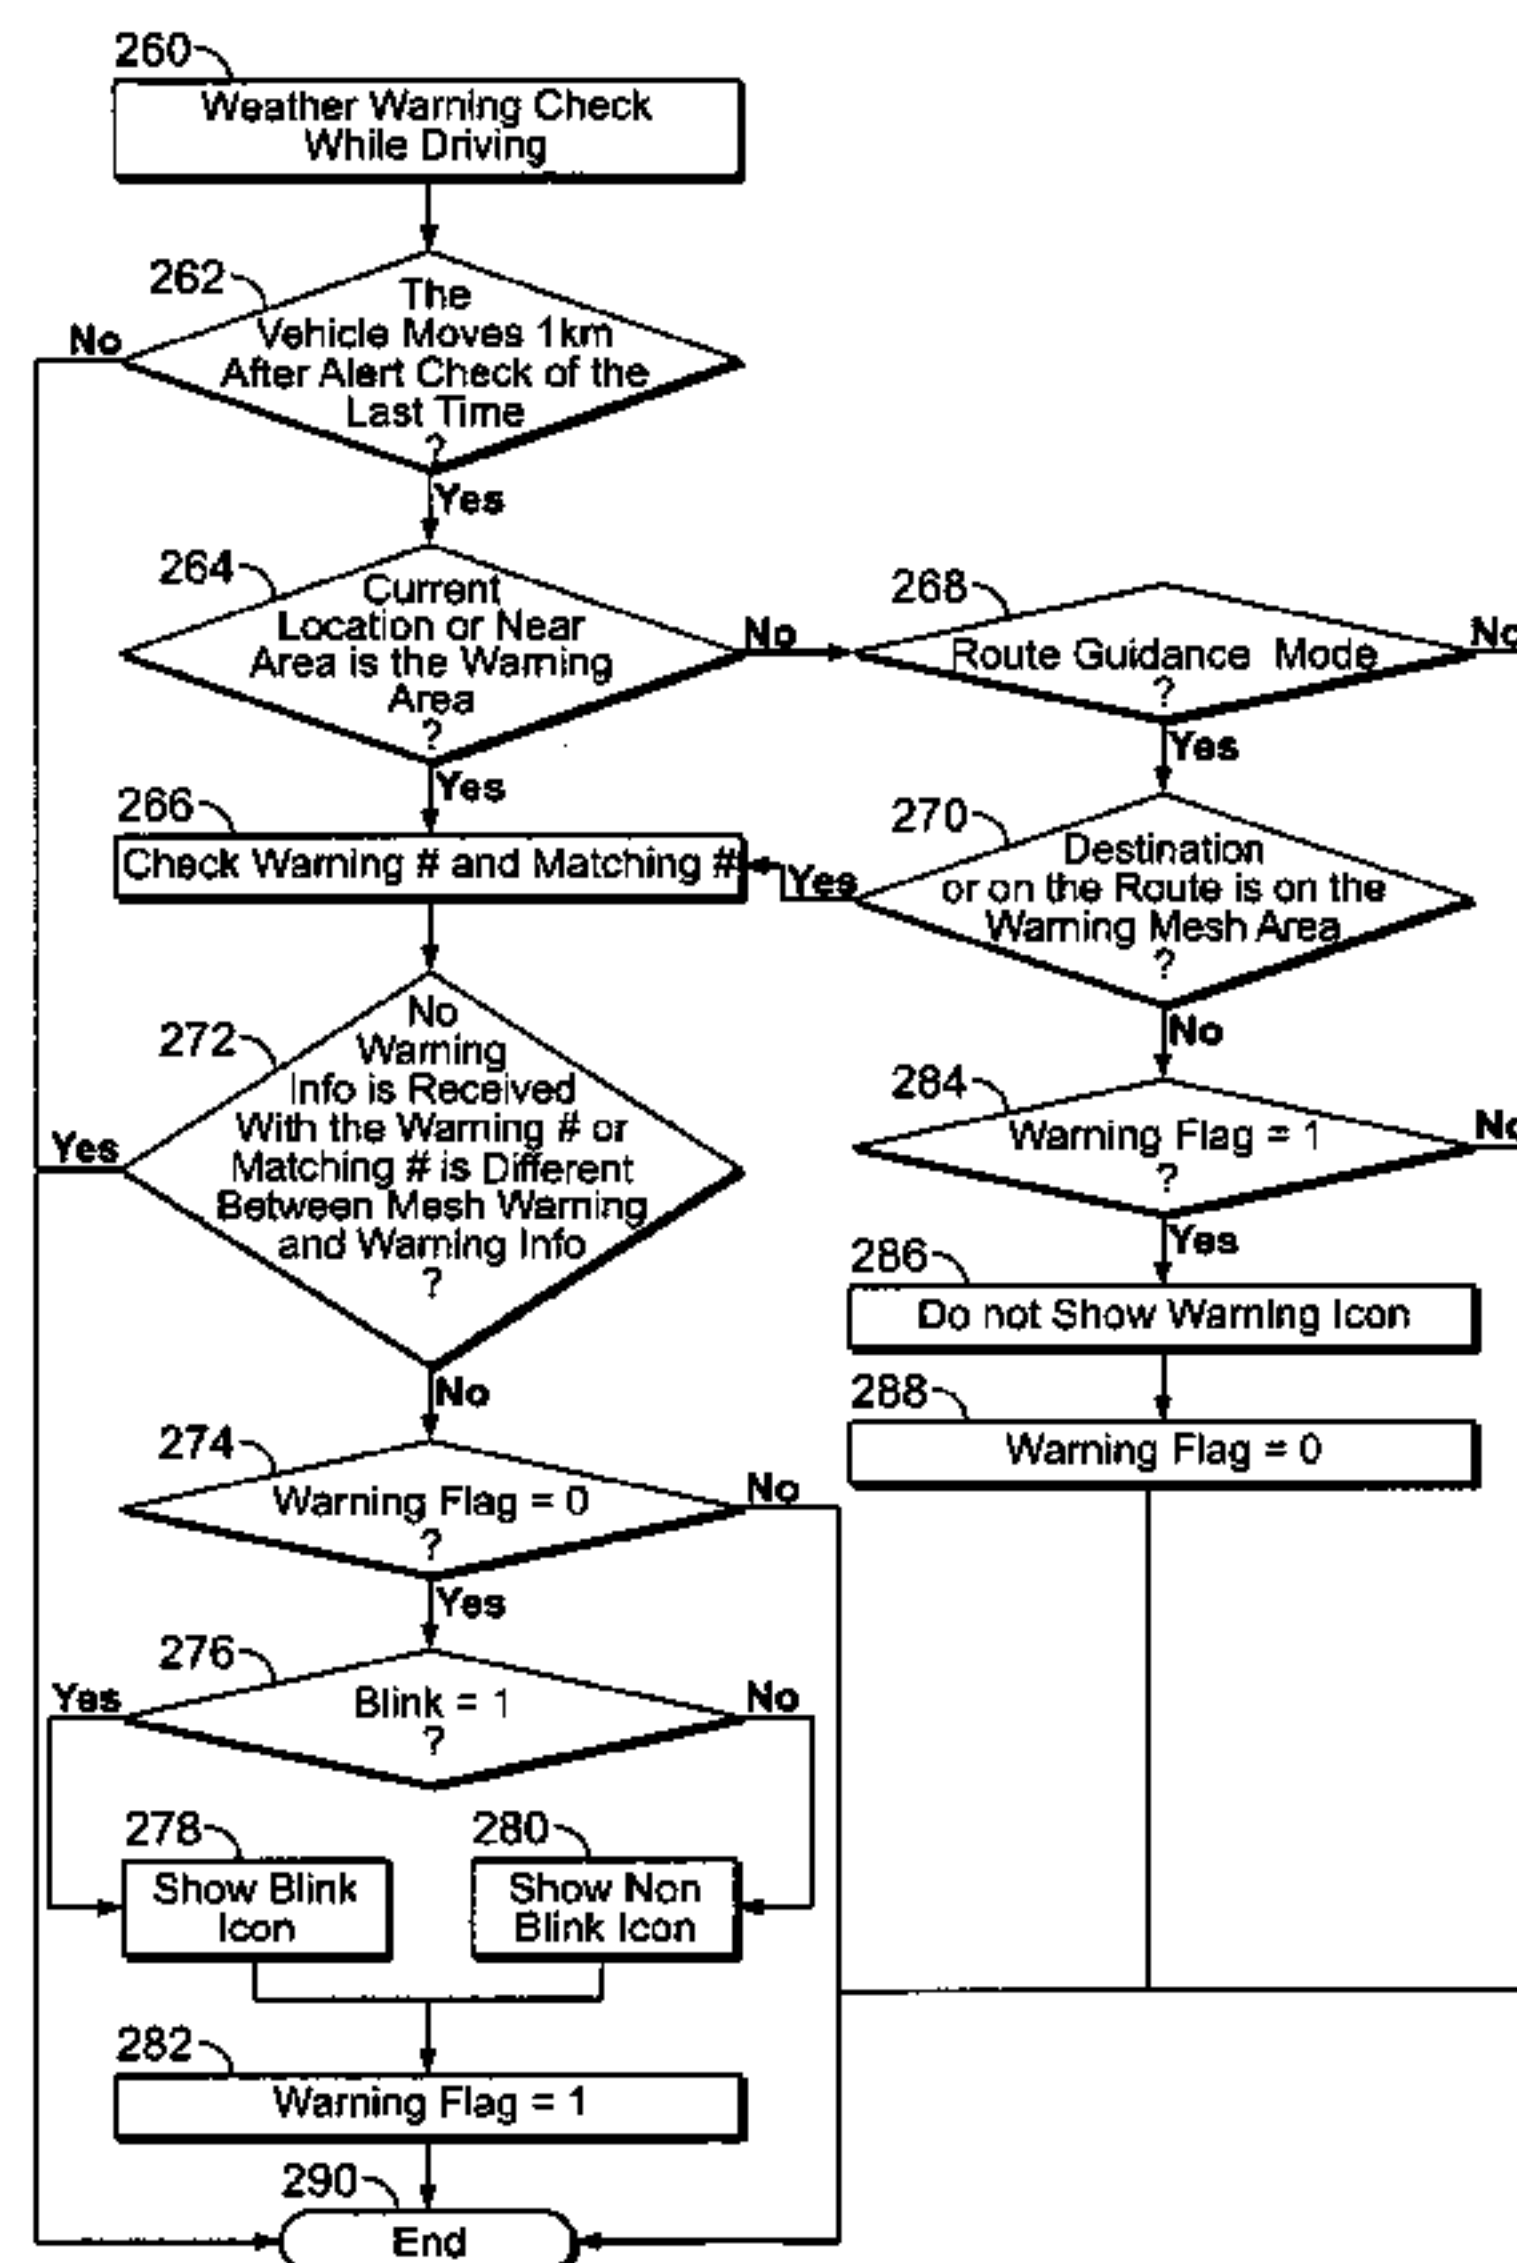 260
Weather Warning Check
While Driving
262
The
Vehicle Moves 1km
After Alert Check of the
Last Time
?
No
Yes
264
Current
Location or Near
Area is the Warning
Area
?
No
Yes
268
Route Guidance Mode
?
No
Yes
266
Check Warning # and Matching #
270
Destination
or on the Route is on the
Warning Mesh Area
?
Yes
No
272
No
Warning
Info is Received
With the Warning # or
Matching # is Different
Between Mesh Warning
and Warning Info
?
Yes
No
284
Warning Flag = 1
?
No
Yes
286
Do not Show Warning Icon
288
Warning Flag = 0
274
Warning Flag = 0
?
No
Yes
276
Blink = 1
?
Yes
No
278
Show Blink
Icon
280
Show Non
Blink Icon
282
Warning Flag = 1
290
End